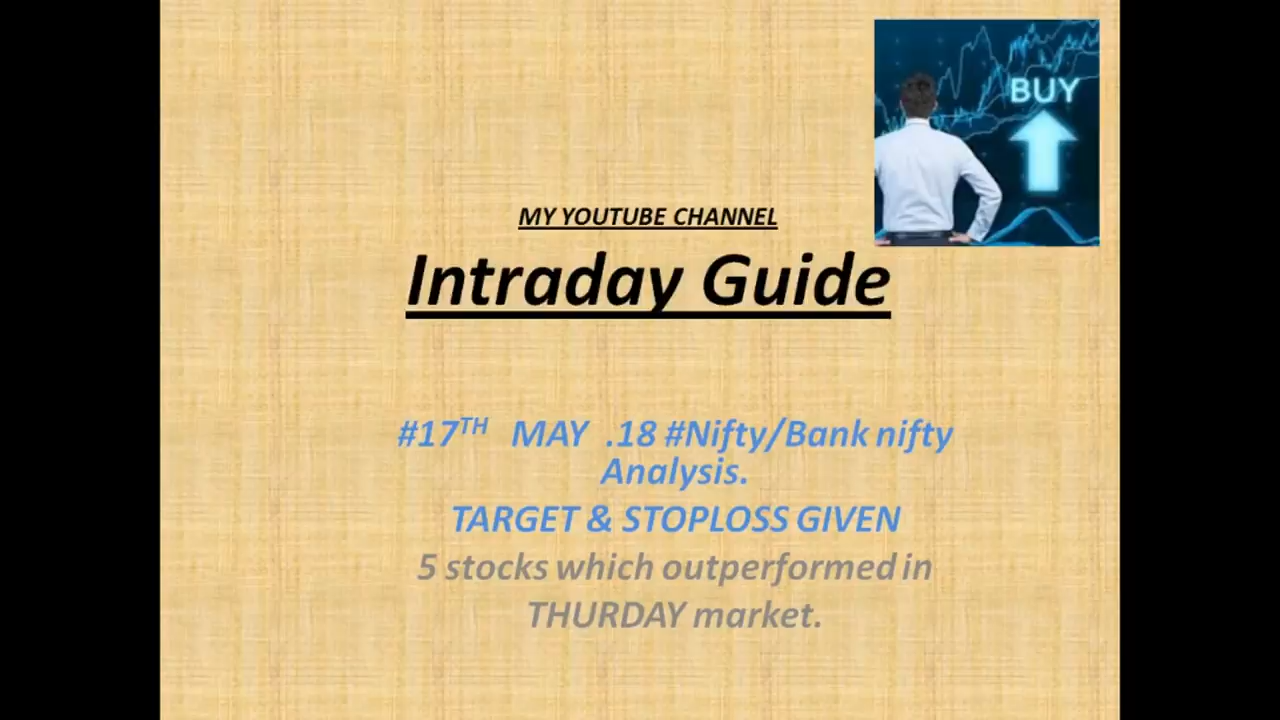 BUY
MY YOUTUBE CHANNEL
Intraday Guide
#17TH MAY .18 #Nifty/Bank nifty
Analysis.
TARGET & STOPLOSS GIVEN
5 stocks which outperformed in
THURDAY market.